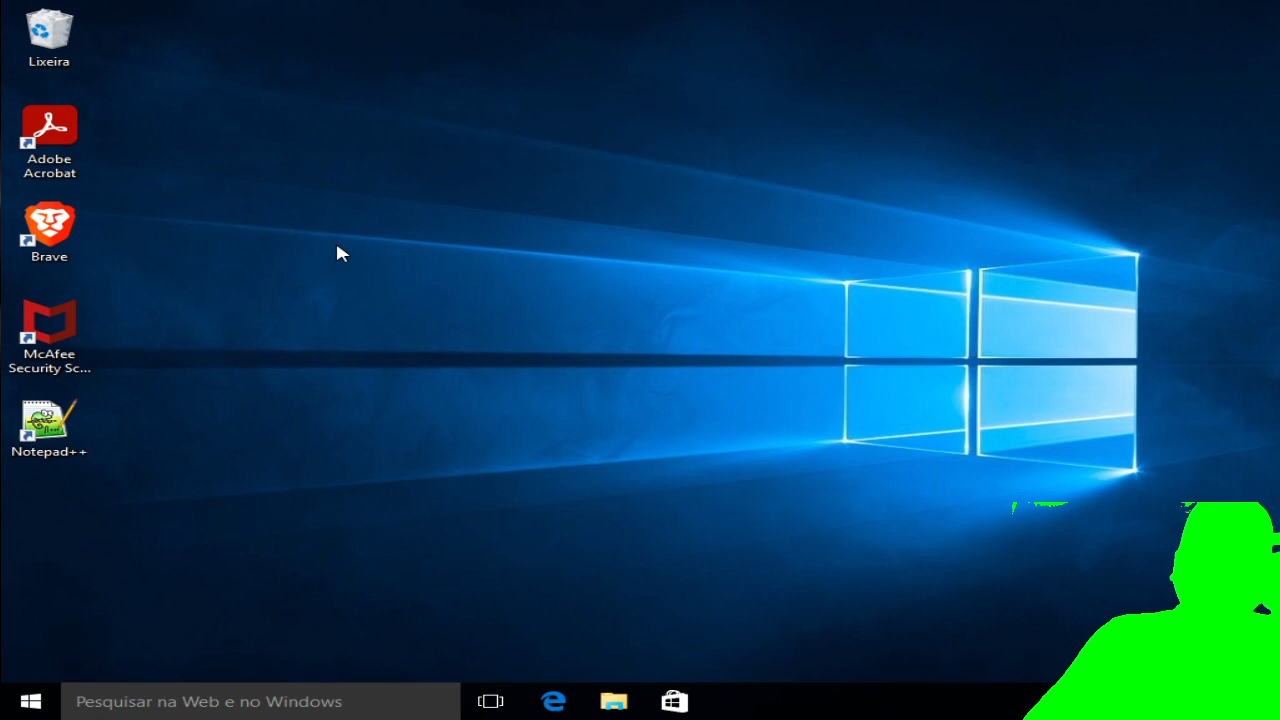 Lixeira
Adobe
Acrobat
Brave
McAfee
Security Sc...
Notepad++
Pesquisar na Web e no Windows